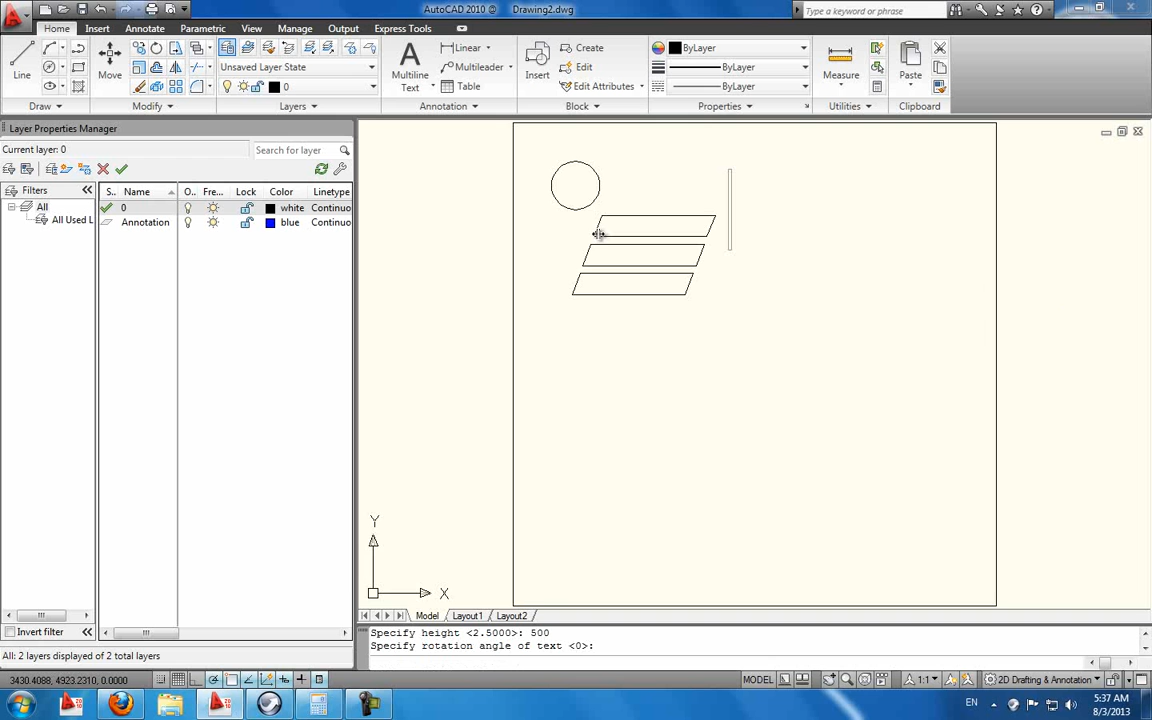 AutoCAD 2010 Drawing2.dwg
Type a keyword or phrase
Home Insert Annotate Parametric View Manage Output Express Tools
Line Move Unsaved Layer State 0 Multiline Text Linear Multileader Table Insert Create Edit Edit Attributes ByLayer ByLayer ByLayer Measure Paste
Draw Modify Layers Annotation Block Properties Utilities Clipboard
Layer Properties Manager
Current layer: 0
Search for layer
Filters
All
All Used L
S.. Name O.. Fre... Lock Color Linetype
0 white Continuo
Annotation blue Continuo
Invert filter
All: 2 layers displayed of 2 total layers
Y
X
Model Layout1 Layout2
Specify height <2.5000>: 500
Specify rotation angle of text <0>:
3430.4088, 4923.2310, 0.0000
MODEL 1:1 2D Drafting & Annotation
EN
5:37 AM
8/3/2013